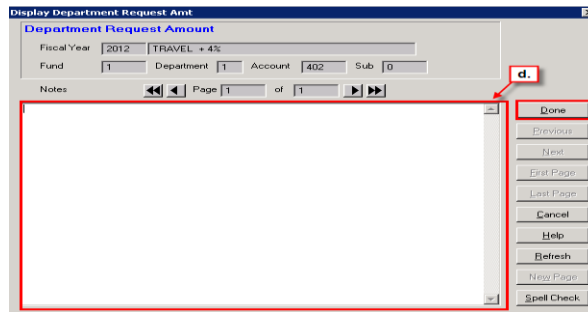 Display Department Request Amt
Department Request Amount
Fiscal Year 2012 TRAVEL + 4%
Fund 1 Department 1 Account 402 Sub 0
d.
Notes Page 1 of 1
Done
Previous
Next
First Page
Last Page
Cancel
Help
Refresh
New Page
Spell Check